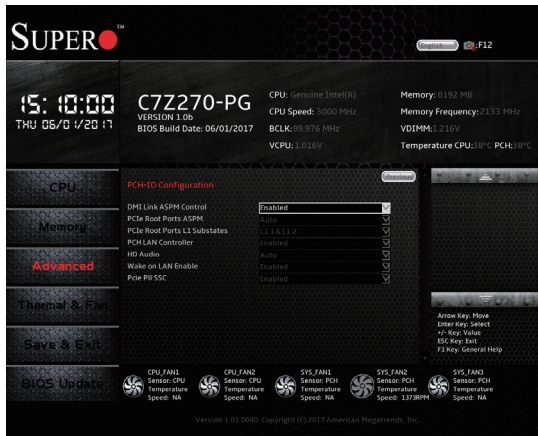 SUPER TM
English :F12
15:10:00
THU 06/01/2017
C7Z270-PG
VERSION 1.0b
BIOS Build Date: 06/01/2017
CPU: Genuine Intel(R)
CPU Speed: 3000 MHz
BCLK:99.976 MHz
VCPU:1.016V
Memory: 8192 MB
Memory Frequency:2133 MHz
VDIMM:1.216V
Temperature CPU:38°C PCH:38°C
CPU
Memory
Advanced
Thermal & Fan
Save & Exit
BIOS Update
PCH-IO Configuration
Previous
DMI Link ASPM Control Enabled
PCIe Root Ports ASPM Auto
PCIe Root Ports L1 Substates L1.1 & L1.2
PCH LAN Controller Enabled
HD Audio Auto
Wake on LAN Enable Enabled
Pcie Pll SSC Enabled
Arrow Key: Move
Enter Key: Select
+/- Key: Value
ESC Key: Exit
F1 Key: General Help
CPU_FAN1
Sensor: CPU
Temperature
Speed: NA
CPU_FAN2
Sensor: CPU
Temperature
Speed: NA
SYS_FAN1
Sensor: PCH
Temperature
Speed: NA
SYS_FAN2
Sensor: PCH
Temperature
Speed: 1373RPM
SYS_FAN3
Sensor: PCH
Temperature
Speed: NA
Version 1.01.0040. Copyright (C) 2017 American Megatrends, Inc.